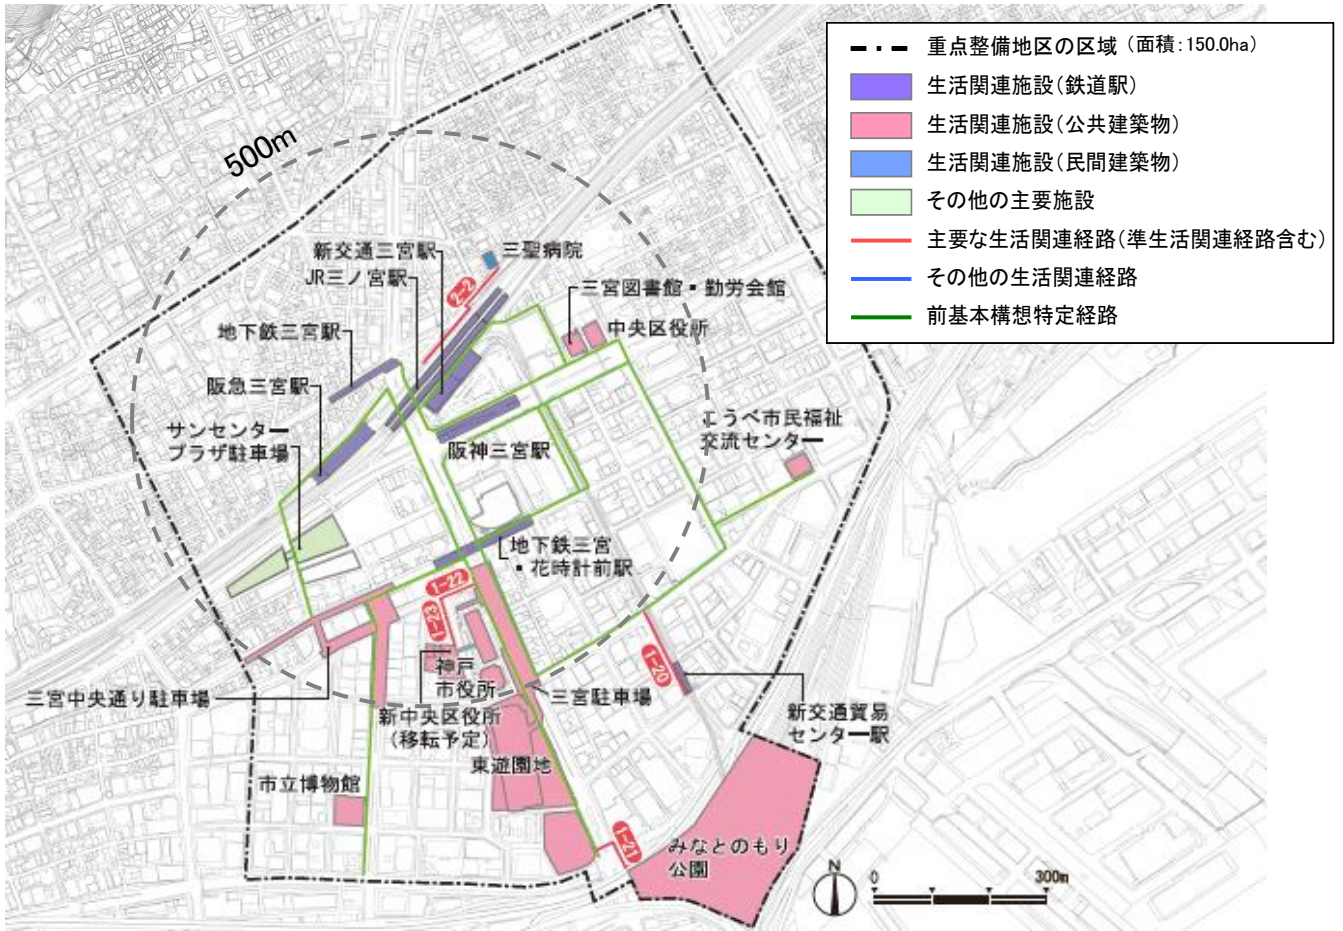 重点整備地区の区域（面積：150.0ha）
生活関連施設（鉄道駅）
生活関連施設（公共建築物）
生活関連施設（民間建築物）
その他の主要施設
主要な生活関連経路（準生活関連経路含む）
その他の生活関連経路
前基本構想特定経路
500m
新交通三宮駅
三聖病院
JR三ノ宮駅
2-2
三宮図書館・勤労会館
中央区役所
地下鉄三宮駅
阪急三宮駅
サンセンター
プラザ駐車場
阪神三宮駅
こうべ市民福祉
交流センター
地下鉄三宮
・花時計前駅
1-22
1-23
神戸
市役所
1-20
三宮中央通り駐車場
三宮駐車場
新中央区役所
（移転予定）
新交通貿易
センター駅
東遊園地
市立博物館
1-21
みなとのもり
公園
N
0
300m